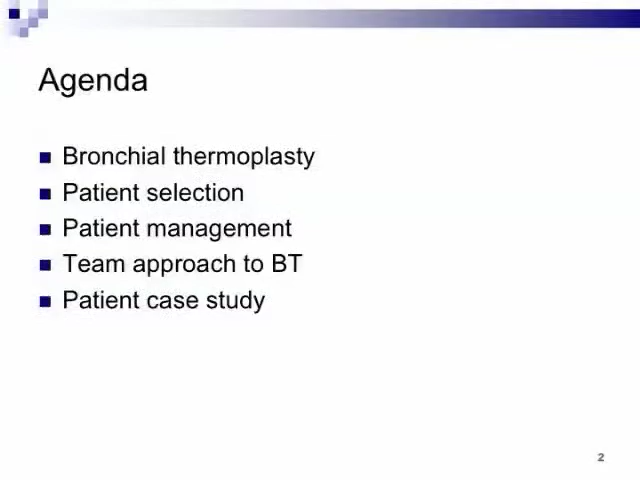 Agenda
Bronchial thermoplasty
Patient selection
Patient management
Team approach to BT
Patient case study
2